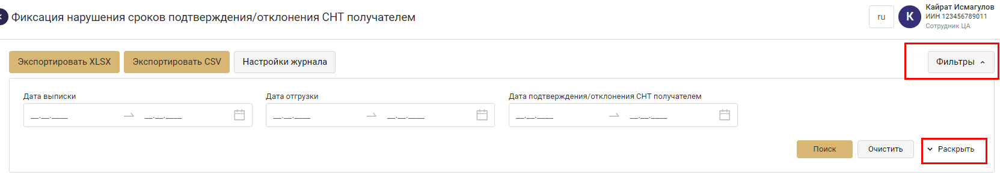 Фиксация нарушения сроков подтверждения/отклонения СНТ получателем
ru
К
Кайрат Исмагулов
ИИН 123456789011
Сотрудник ЦА
Экспортировать XLSX
Экспортировать CSV
Настройки журнала
Фильтры
Дата выписки
Дата отгрузки
Дата подтверждения/отклонения СНТ получателем
__.__.____ __.__.____
__.__.____ __.__.____
__.__.____ __.__.____
Поиск
Очистить
Раскрыть